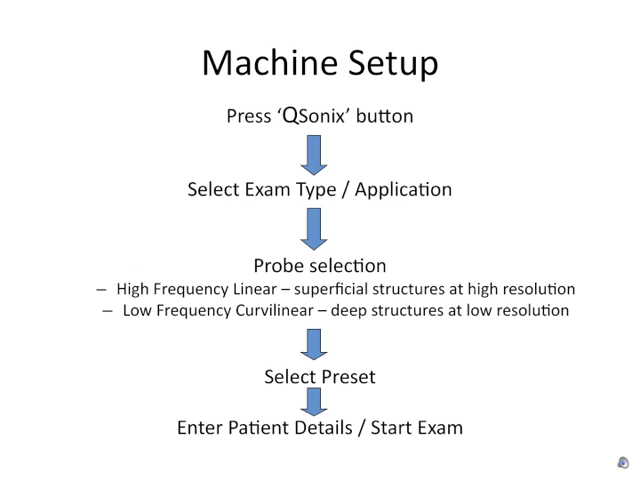 Machine Setup
Press ‘QSonix’ button
Select Exam Type / Application
Probe selection
– High Frequency Linear – superficial structures at high resolution
– Low Frequency Curvilinear – deep structures at low resolution
Select Preset
Enter Patient Details / Start Exam